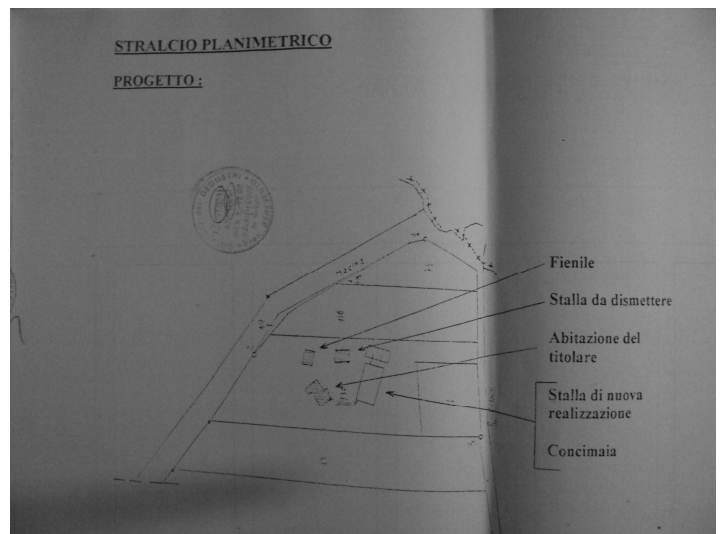 STRALCIO PLANIMETRICO
PROGETTO :
Fienile
Stalla da dismettere
Abitazione del
titolare
Stalla di nuova
realizzazione
Concimaia